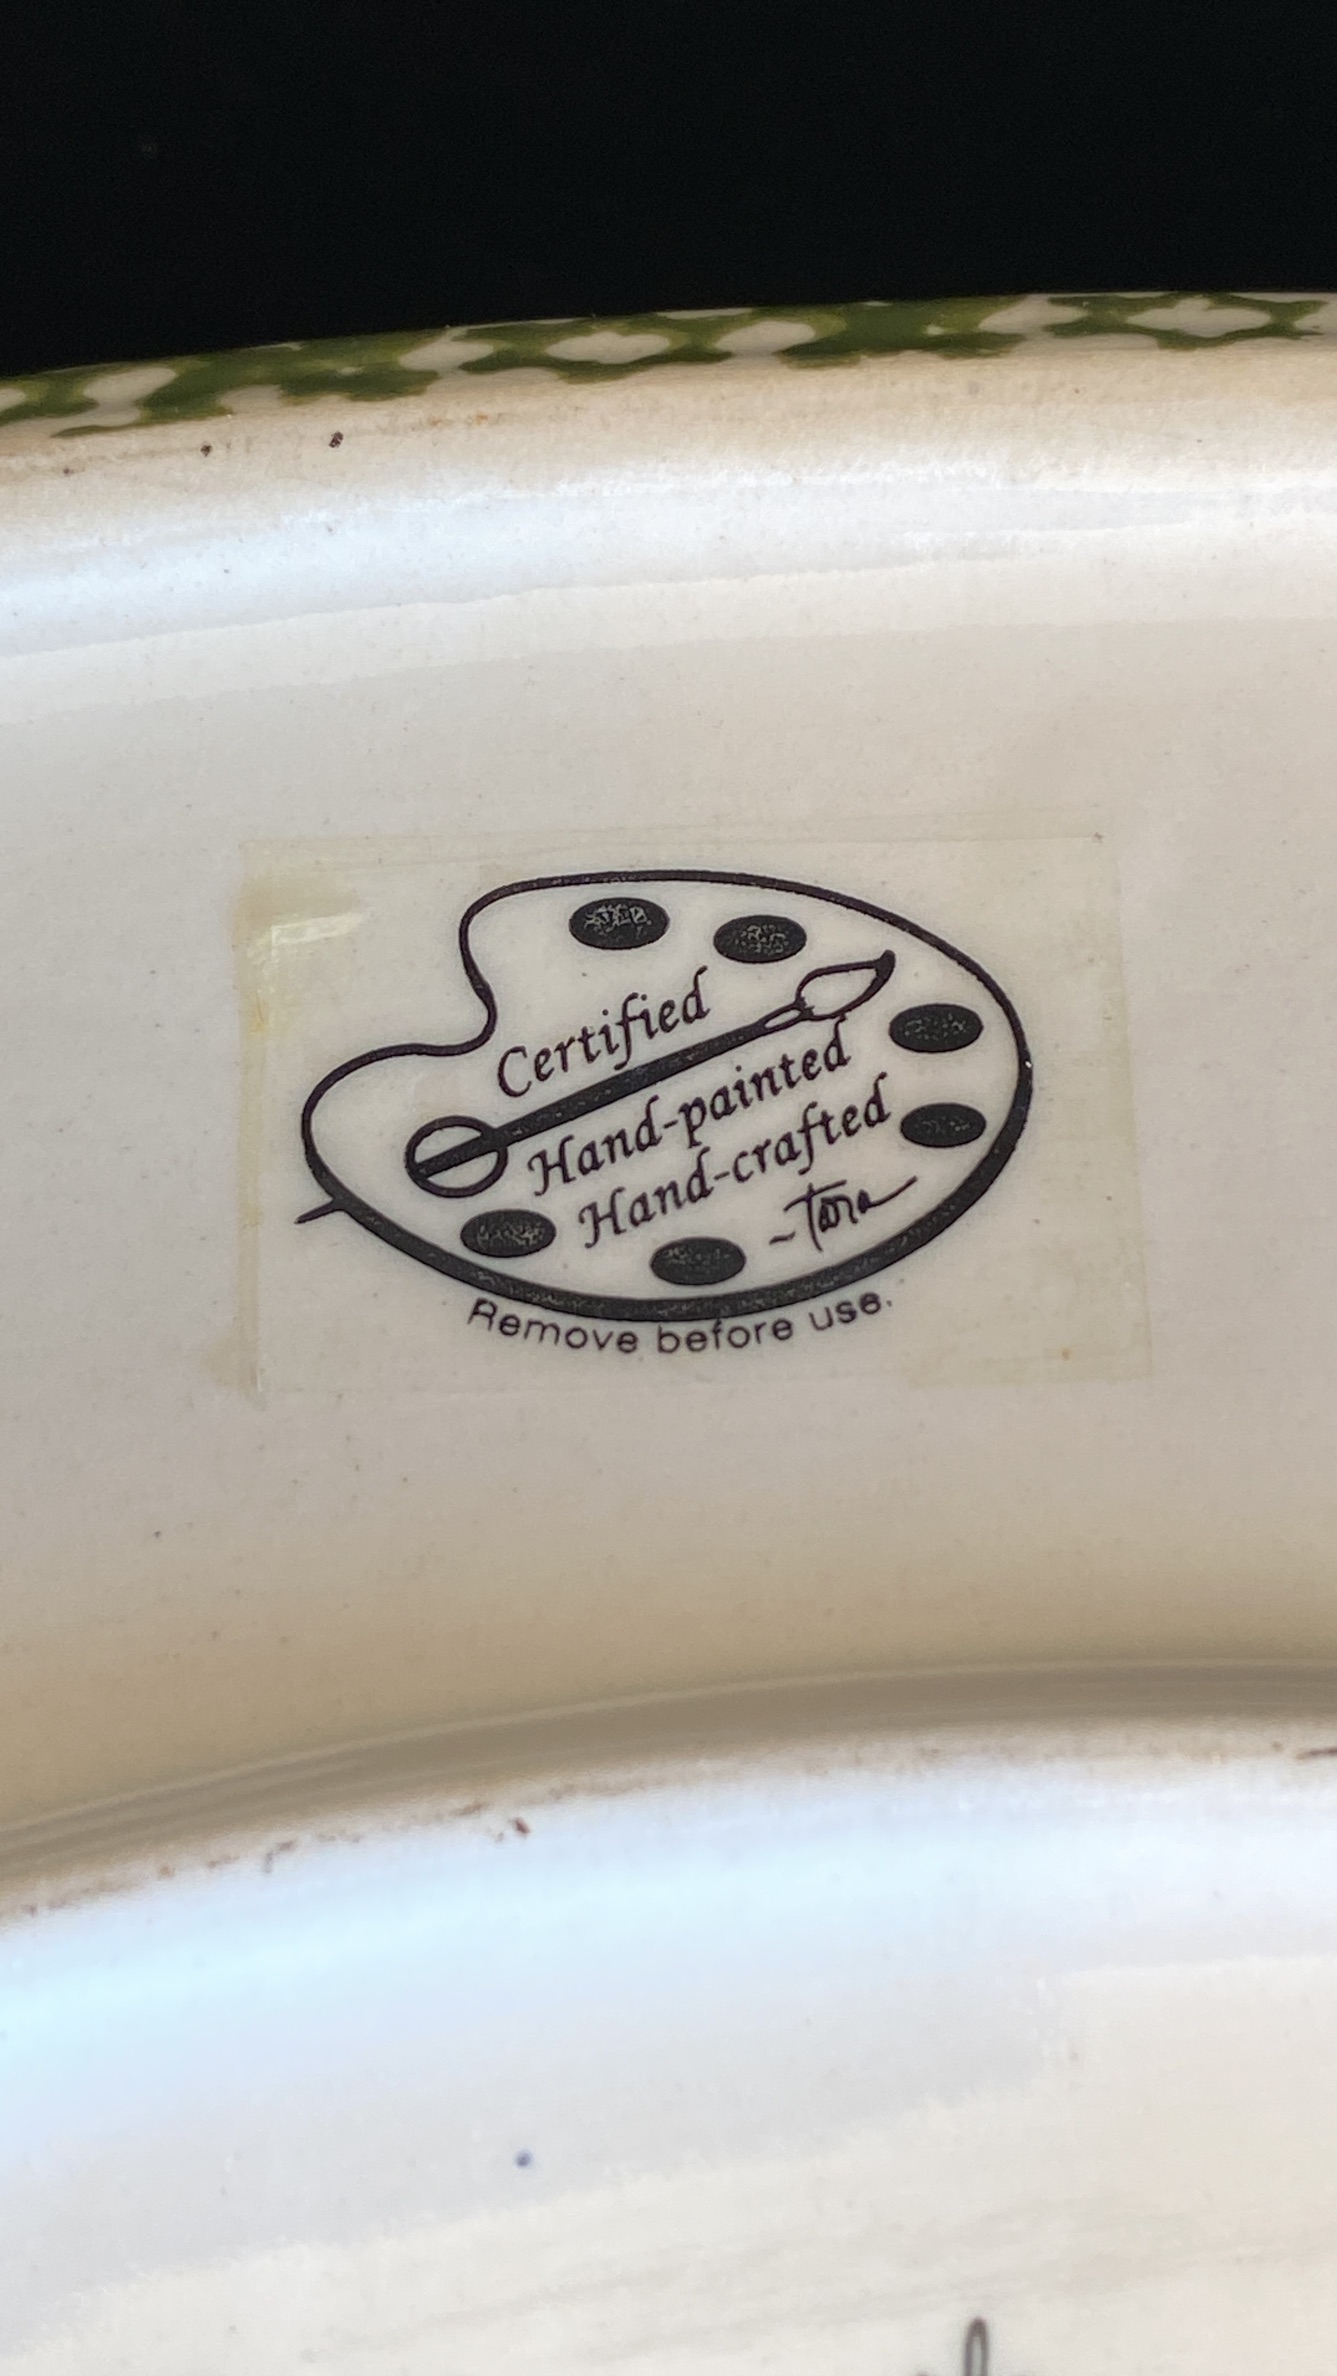 Certified
Hand-painted
Hand-crafted
~Tara
Remove before use.